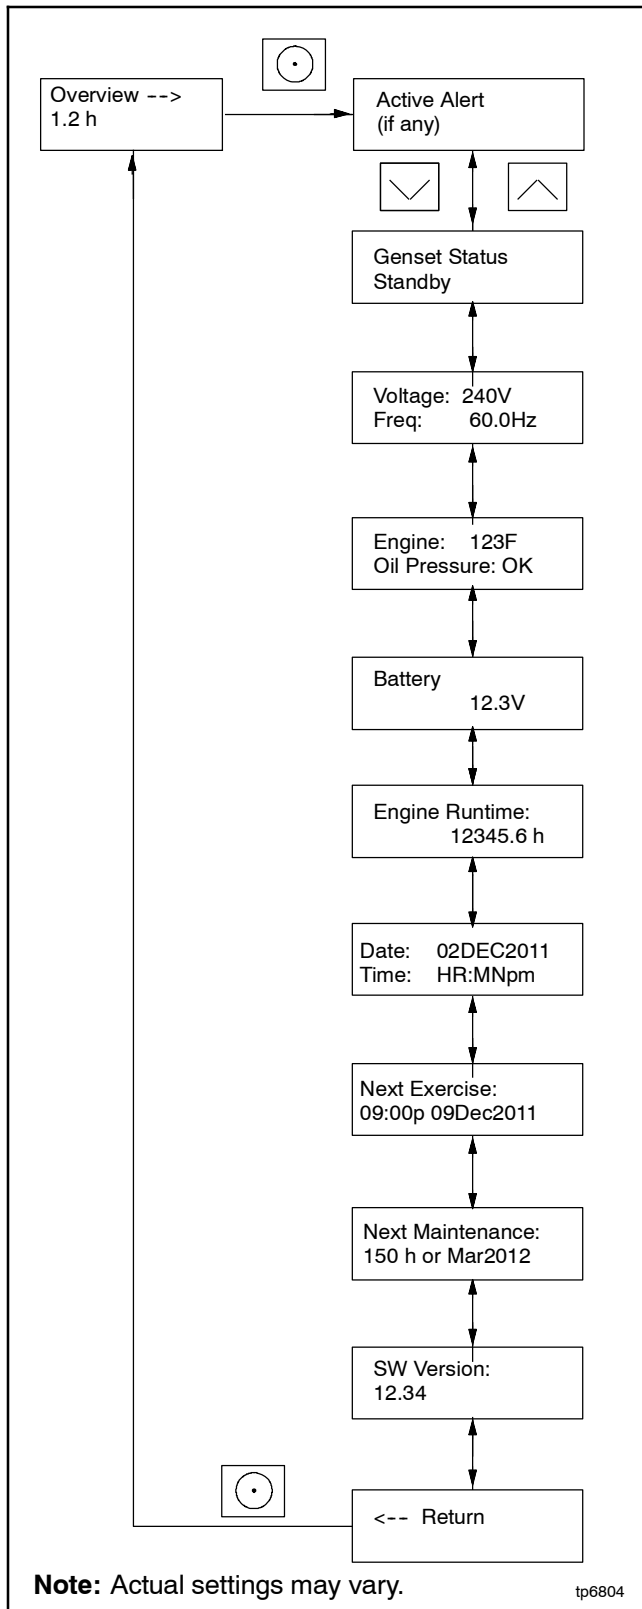 Overview -->
1.2 h
Active Alert
(if any)
Genset Status
Standby
Voltage: 240V
Freq: 60.0Hz
Engine: 123F
Oil Pressure: OK
Battery
12.3V
Engine Runtime:
12345.6 h
Date: 02DEC2011
Time: HR:MNpm
Next Exercise:
09:00p 09Dec2011
Next Maintenance:
150 h or Mar2012
SW Version:
12.34
<-- Return
Note: Actual settings may vary.
tp6804